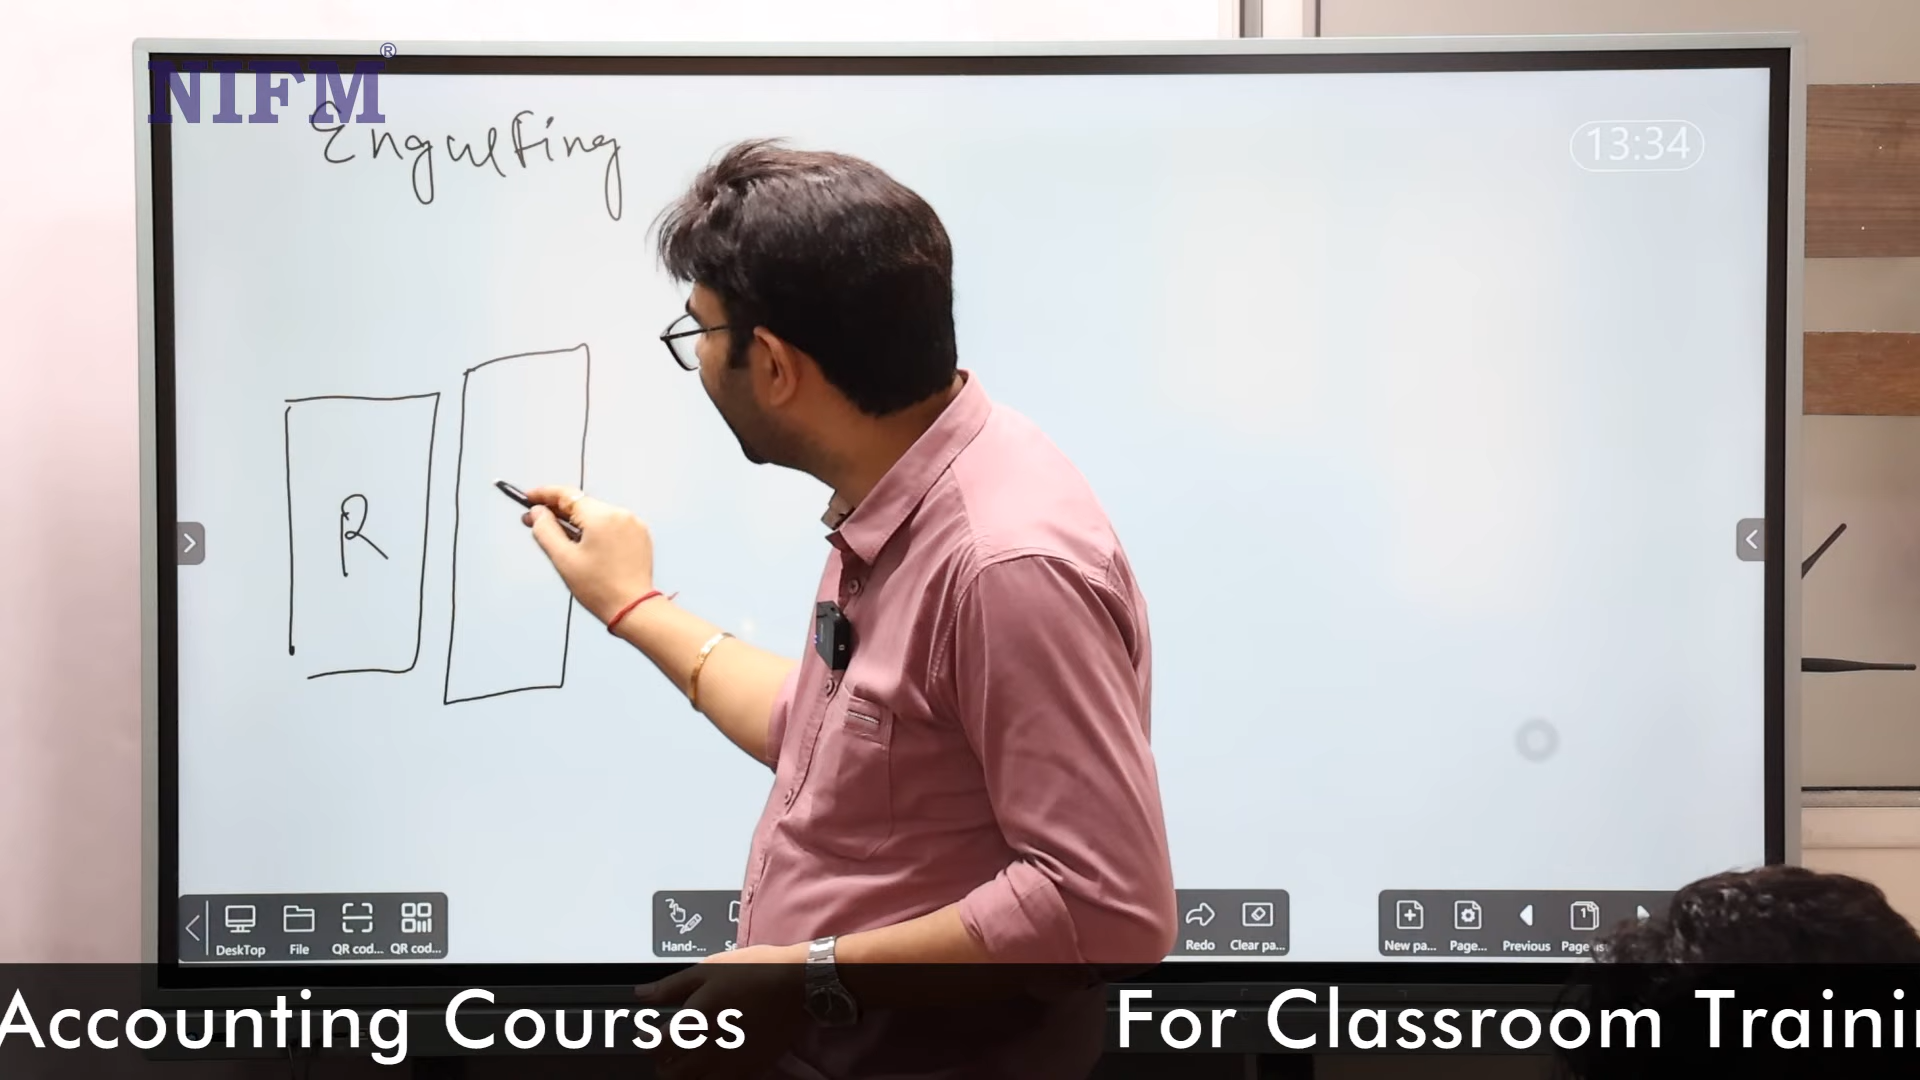 NIFM®
Engulfing
13:34
R
DeskTop
File
QR cod...
QR cod...
Hand-...
Redo
Clear pa...
New pa...
Page...
Previous
Page
Accounting Courses
For Classroom Traini